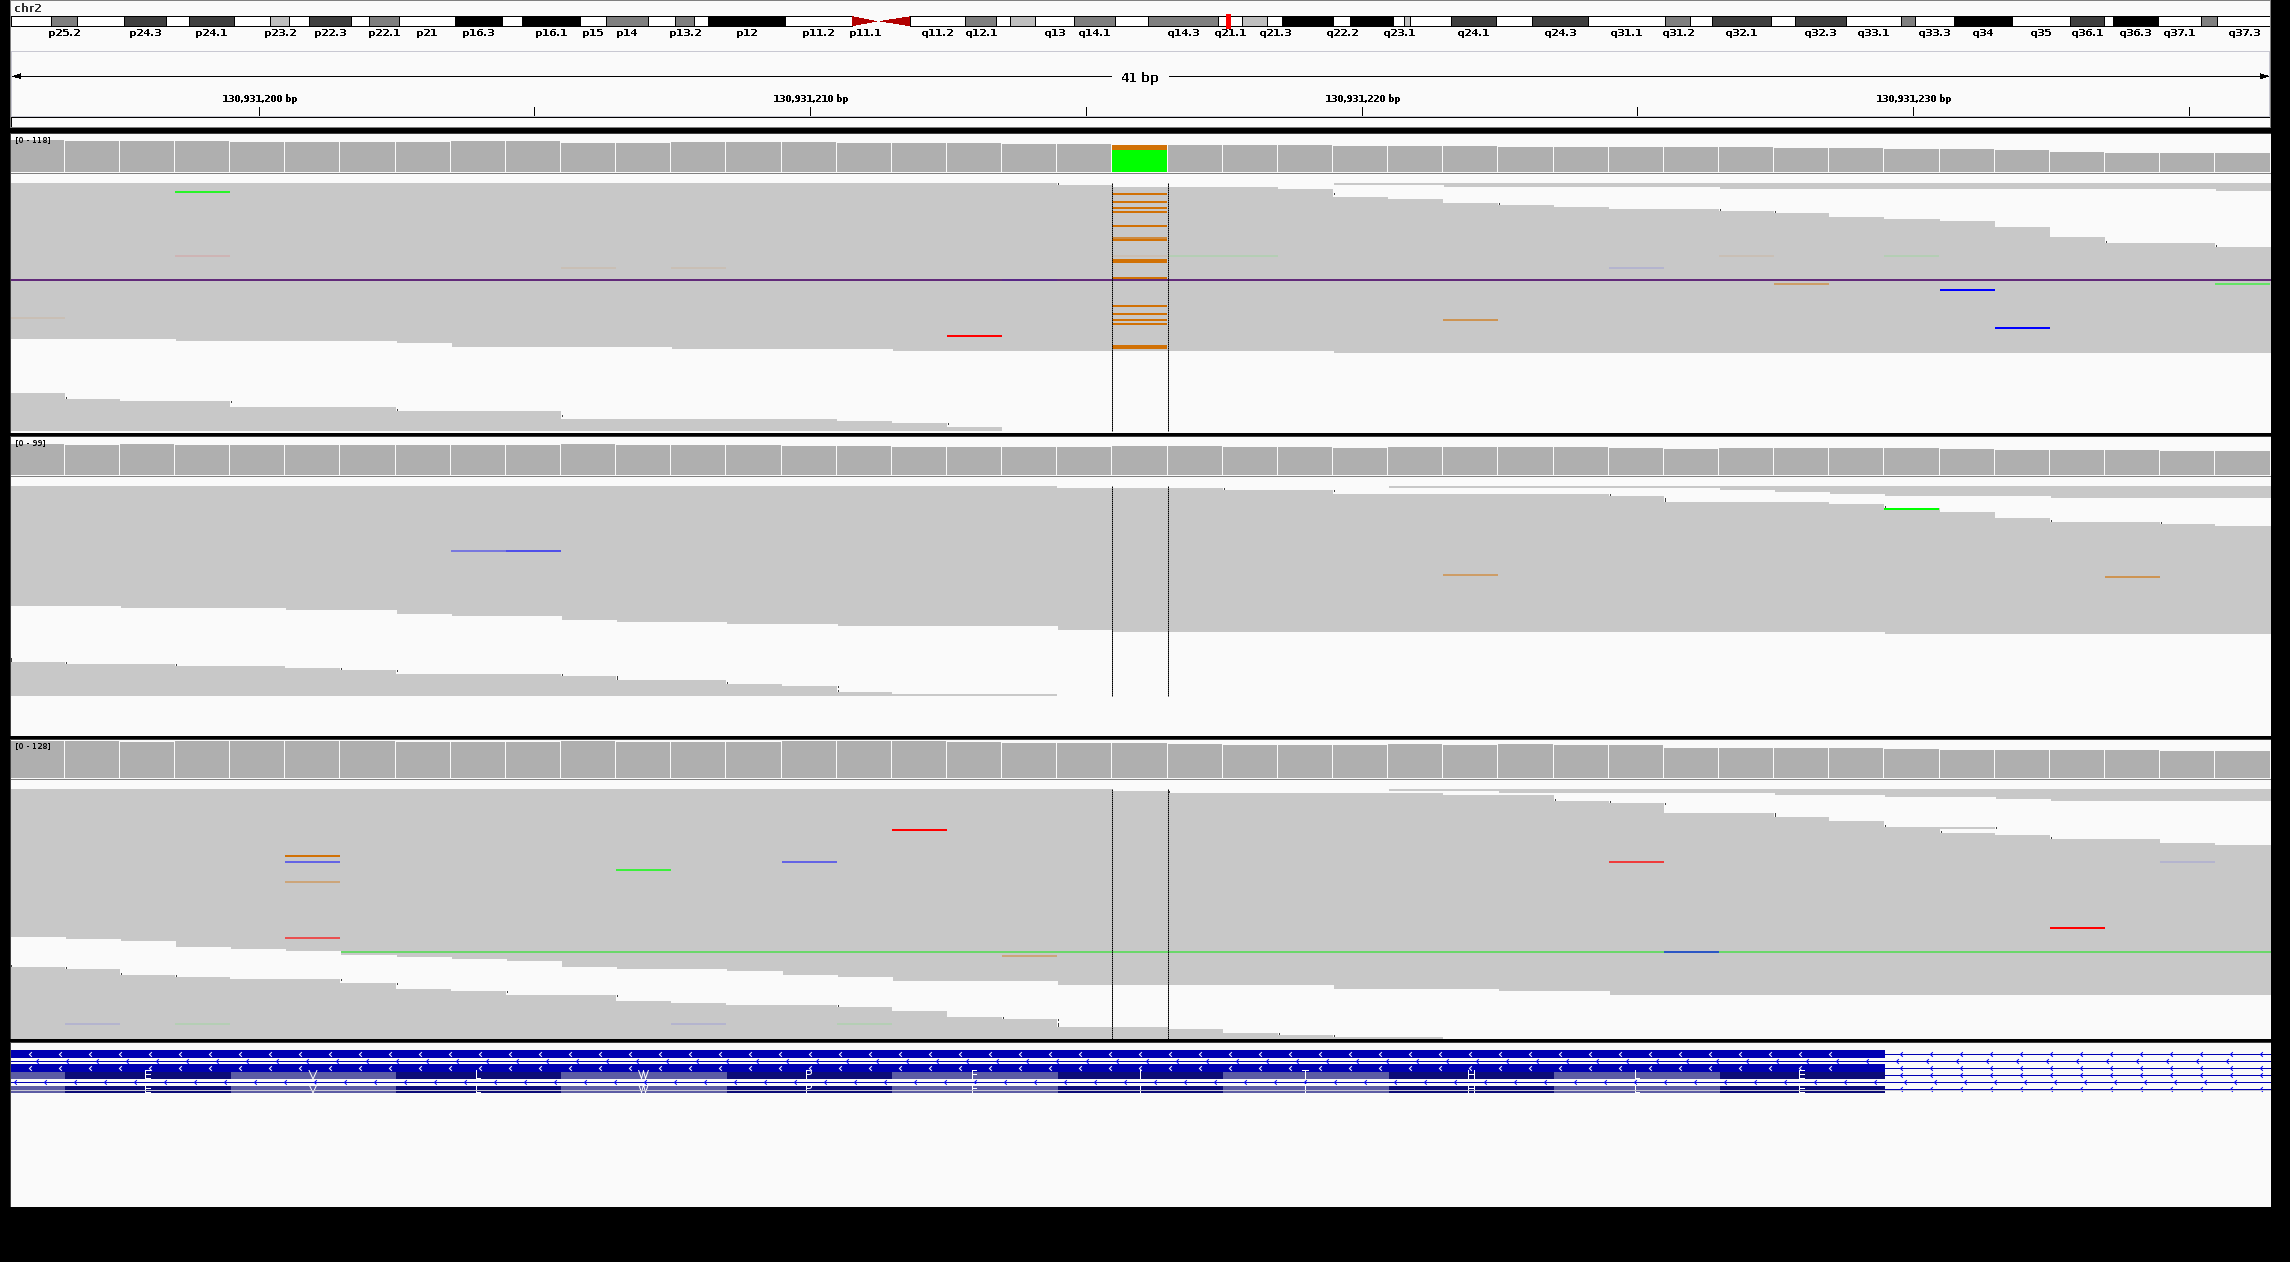 chr2
p25.2 p24.3 p24.1 p23.2 p22.3 p22.1 p21 p16.3 p16.1 p15 p14 p13.2 p12 p11.2 p11.1 q11.2 q12.1 q13 q14.1 q14.3 q21.1 q21.3 q22.2 q23.1 q24.1 q24.3 q31.1 q31.2 q32.1 q32.3 q33.1 q33.3 q34 q35 q36.1 q36.3 q37.1 q37.3
41 bp
130,931,200 bp 130,931,210 bp 130,931,220 bp 130,931,230 bp
[0 - 118]
[0 - 99]
[0 - 128]